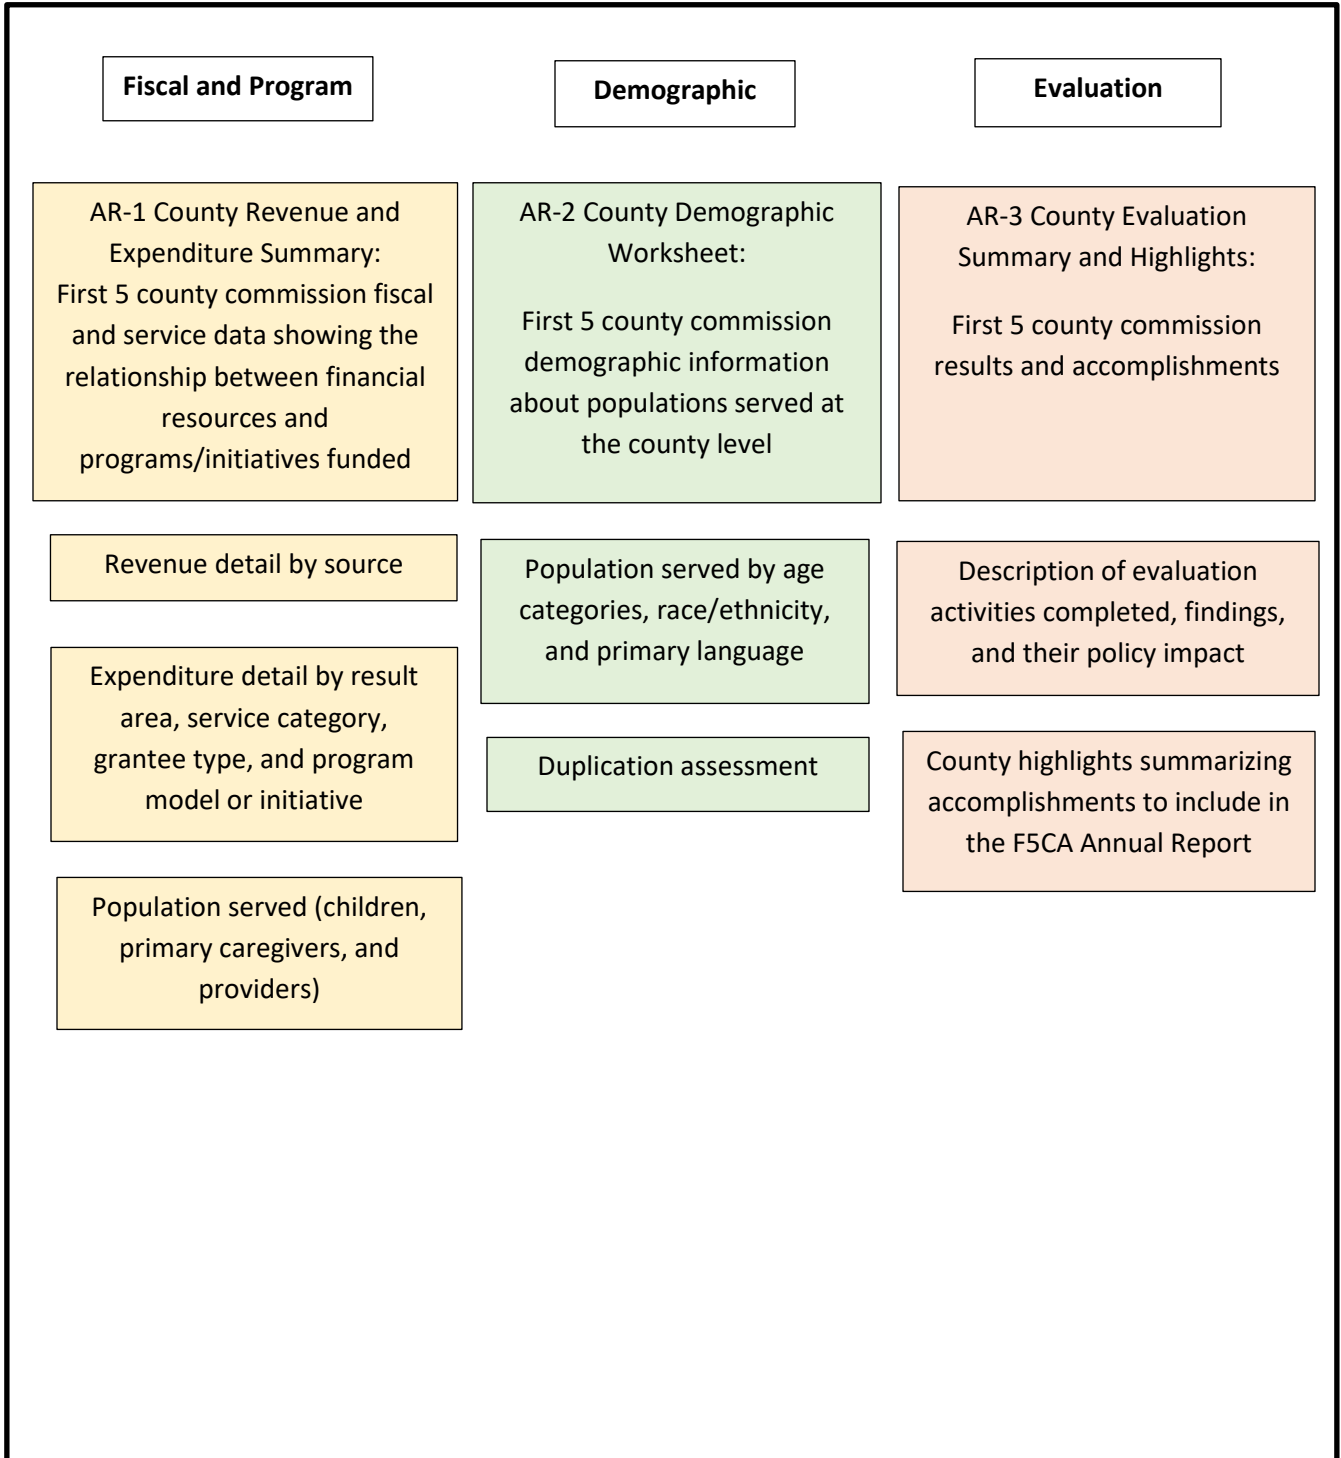 Fiscal and Program
Demographic
Evaluation
AR-1 County Revenue and
Expenditure Summary:
First 5 county commission fiscal
and service data showing the
relationship between financial
resources and
programs/initiatives funded
Revenue detail by source
Expenditure detail by result
area, service category,
grantee type, and program
model or initiative
Population served (children,
primary caregivers, and
providers)
AR-2 County Demographic
Worksheet:
First 5 county commission
demographic information
about populations served at
the county level
Population served by age
categories, race/ethnicity,
and primary language
Duplication assessment
AR-3 County Evaluation
Summary and Highlights:
First 5 county commission
results and accomplishments
Description of evaluation
activities completed, findings,
and their policy impact
County highlights summarizing
accomplishments to include in
the F5CA Annual Report